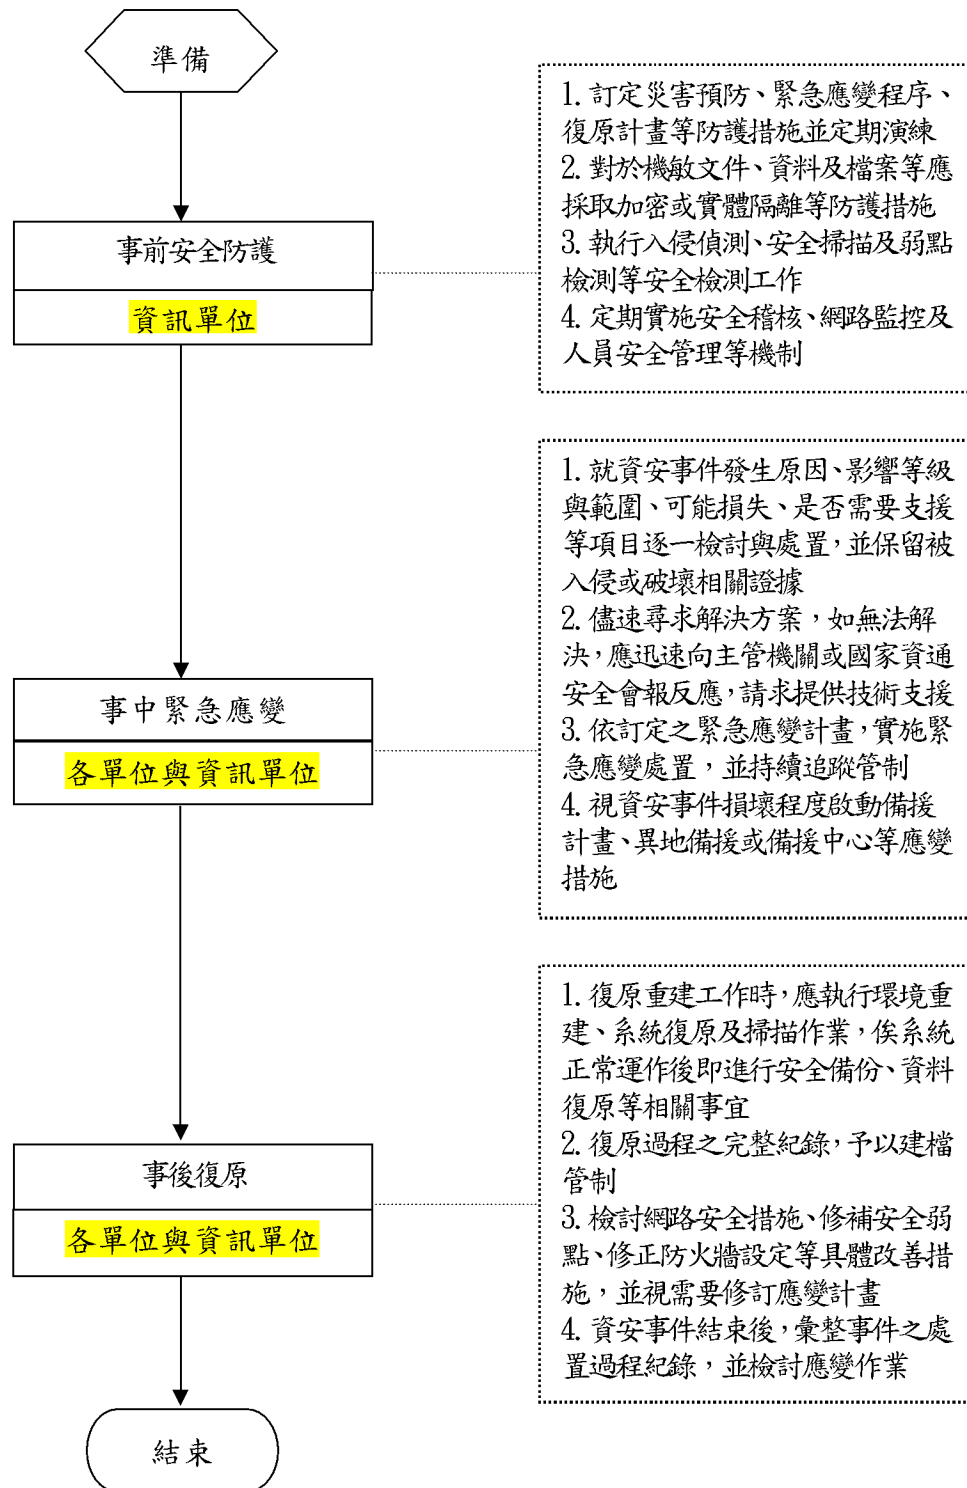 準備
1. 訂定災害預防、緊急應變程序、
復原計畫等防護措施並定期演練
2. 對於機敏文件、資料及檔案等應
採取加密或實體隔離等防護措施
3. 執行入侵偵測、安全掃描及弱點
檢測等安全檢測工作
4. 定期實施安全稽核、網路監控及
人員安全管理等機制
事前安全防護
資訊單位
1. 就資安事件發生原因、影響等級
與範圍、可能損失、是否需要支援
等項目逐一檢討與處置，並保留被
入侵或破壞相關證據
2. 儘速尋求解決方案，如無法解
決，應迅速向主管機關或國家資通
安全會報反應，請求提供技術支援
3. 依訂定之緊急應變計畫，實施緊
急應變處置，並持續追蹤管制
4. 視資安事件損壞程度啟動備援
計畫、異地備援或備援中心等應變
措施
事中緊急應變
各單位與資訊單位
1. 復原重建工作時，應執行環境重
建、系統復原及掃描作業，俟系統
正常運作後即進行安全備份、資料
復原等相關事宜
2. 復原過程之完整紀錄，予以建檔
管制
3. 檢討網路安全措施、修補安全弱
點、修正防火牆設定等具體改善措
施，並視需要修訂應變計畫
4. 資安事件結束後，彙整事件之處
置過程紀錄，並檢討應變作業
事後復原
各單位與資訊單位
結束